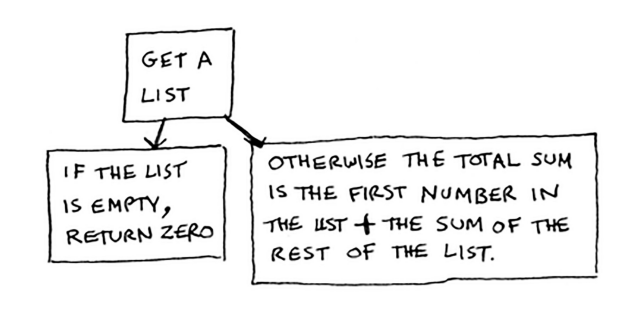 GET A
LIST
IF THE LIST
IS EMPTY,
RETURN ZERO
OTHERWISE THE TOTAL SUM
IS THE FIRST NUMBER IN
THE LIST + THE SUM OF THE
REST OF THE LIST.